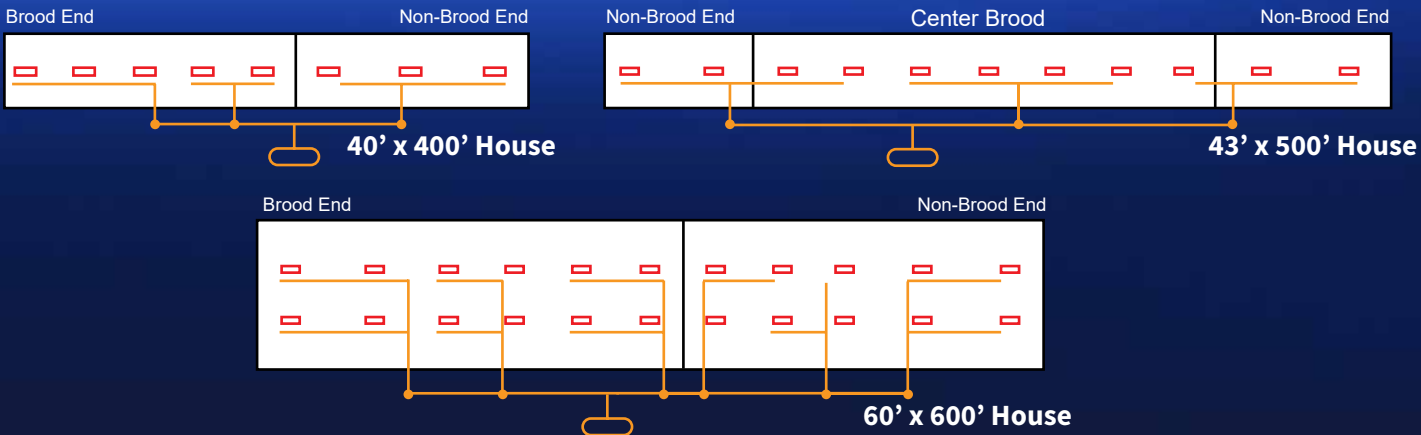 Brood End
Non-Brood End
Non-Brood End
Center Brood
Non-Brood End
40’ x 400’ House
43’ x 500’ House
Brood End
Non-Brood End
60’ x 600’ House